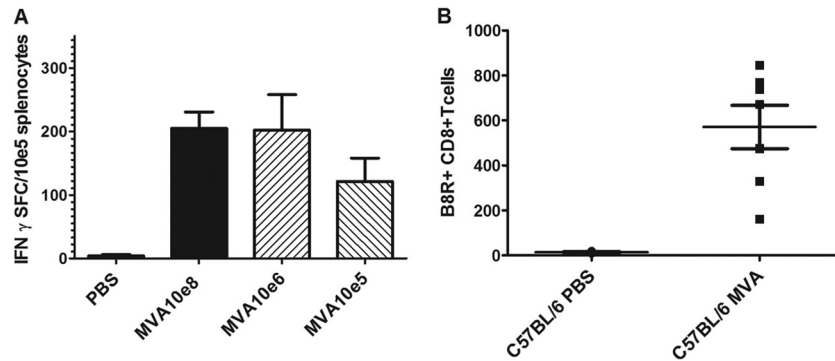 A
IFN γ SFC/10e5 splenocytes
300
200
100
0
PBS
MVA10e8
MVA10e6
MVA10e5
B
B8R+ CD8+Tcells
1000
800
600
400
200
0
C57BL/6 PBS
C57BL/6 MVA